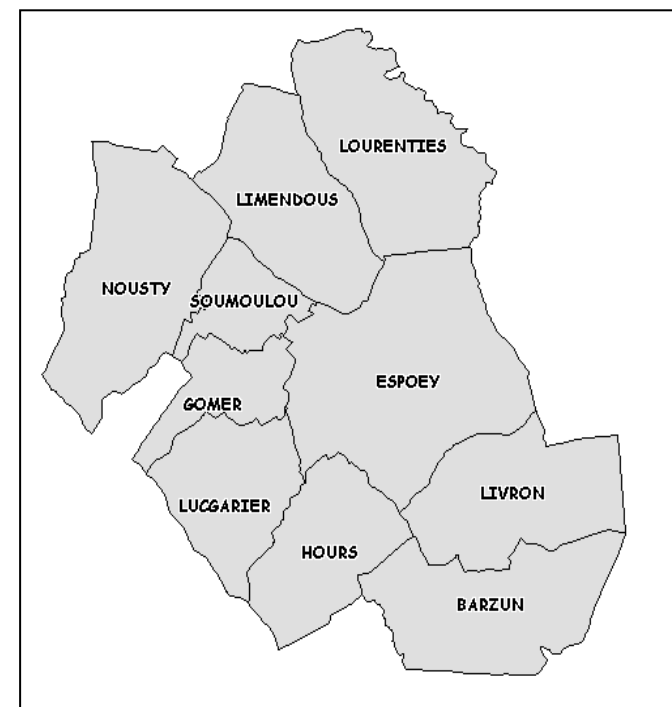 LOURENTIES
LIMENDOUS
NOUSTY
SOUMOULOU
ESPOEY
GOMER
LIVRON
LUCGARIER
HOURS
BARZUN